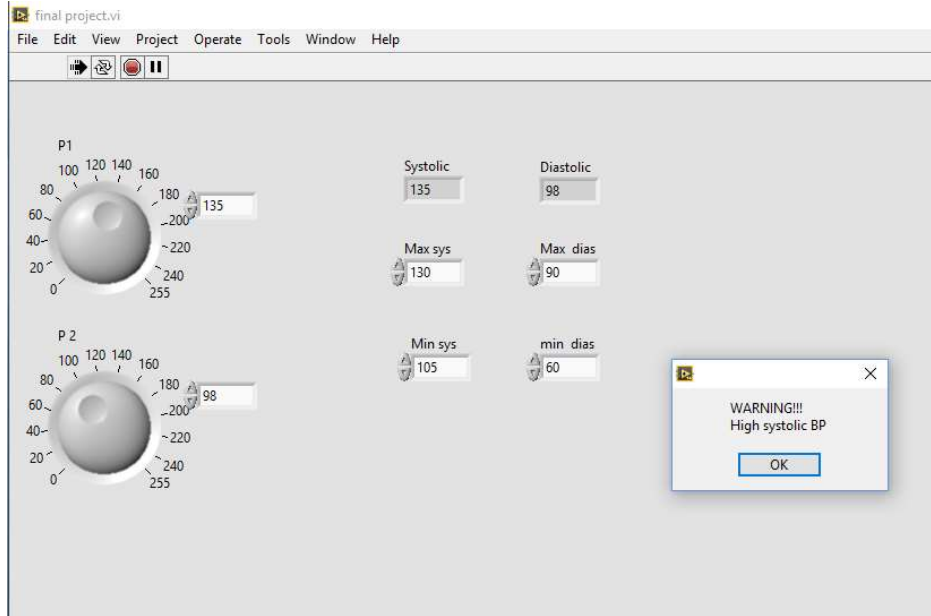 final project.vi
File Edit View Project Operate Tools Window Help
P1
0 20 40 60 80 100 120 140 160 180 200 220 240 255
135
Systolic
135
Diastolic
98
Max sys
130
Max dias
90
P 2
0 20 40 60 80 100 120 140 160 180 200 220 240 255
98
Min sys
105
min dias
60
WARNING!!!
High systolic BP
OK